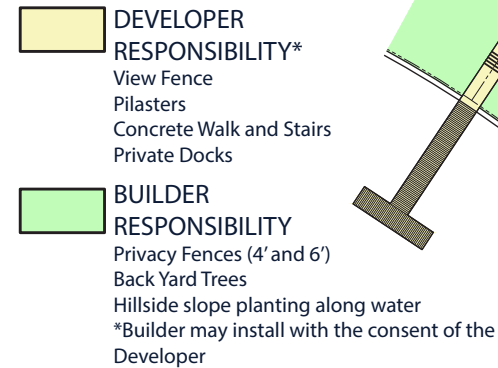 DEVELOPER
RESPONSIBILITY*
View Fence
Pilasters
Concrete Walk and Stairs
Private Docks
BUILDER
RESPONSIBILITY
Privacy Fences (4' and 6')
Back Yard Trees
Hillside slope planting along water
*Builder may install with the consent of the
Developer